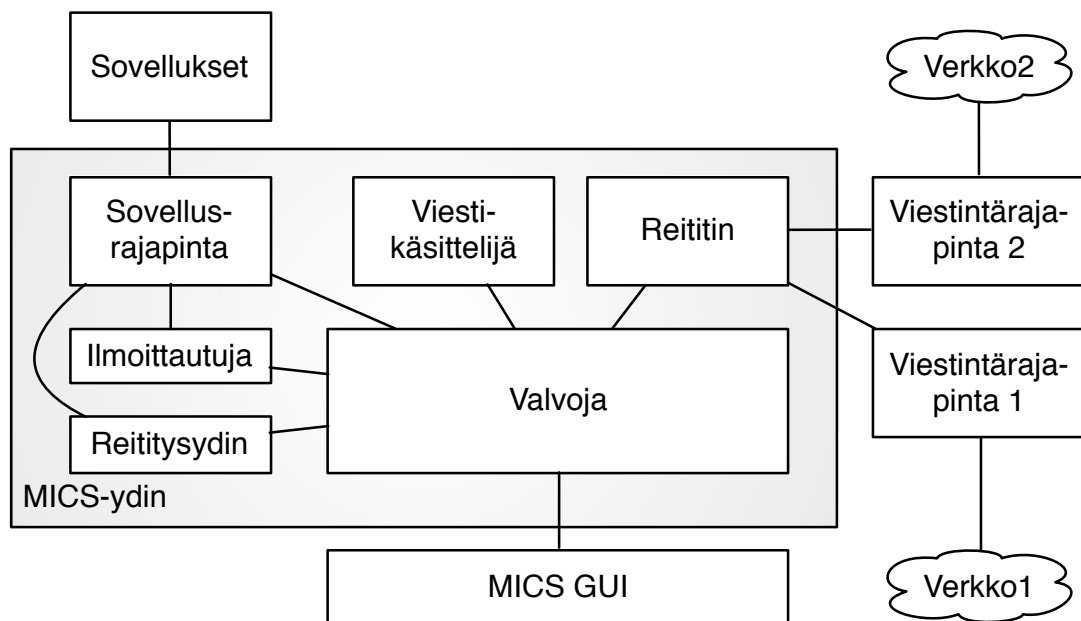 Sovellukset
Verkko2
Sovellus-
rajapinta
Viesti-
käsittelijä
Reititin
Viestintäraja-
pinta 2
Ilmoittautuja
Valvoja
Viestintäraja-
pinta 1
Reititysydin
MICS-ydin
MICS GUI
Verkko1